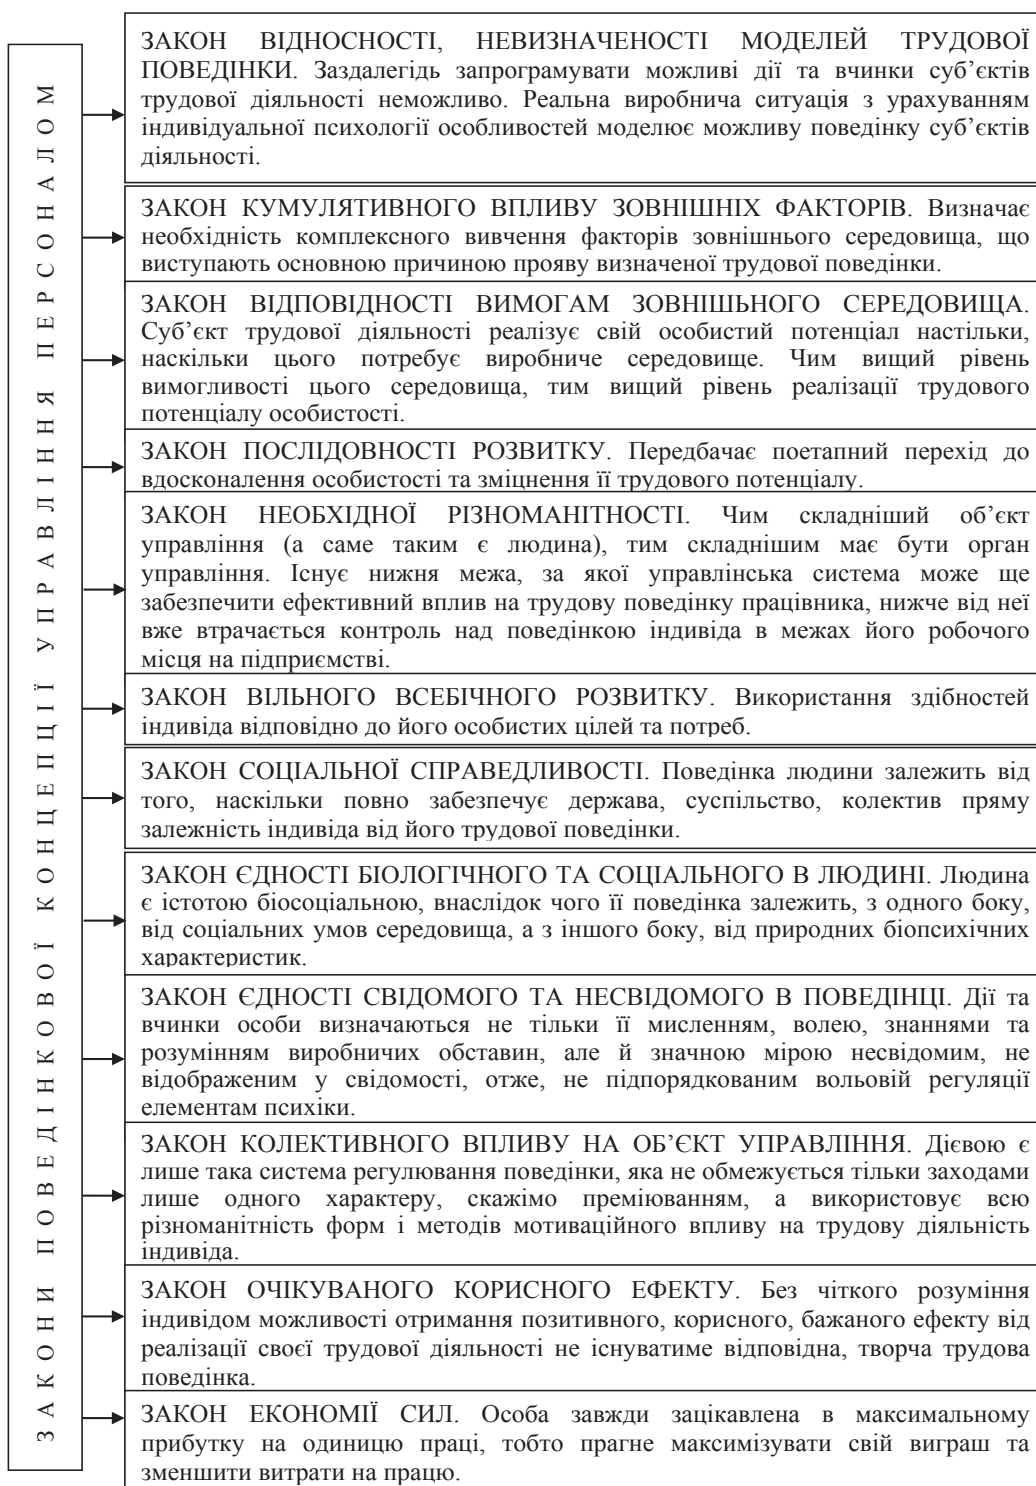 ЗАКОНИ ПОВЕДІНКОВОЇ КОНЦЕПЦІЇ УПРАВЛІННЯ ПЕРСОНАЛОМ
ЗАКОН ВІДНОСНОСТІ, НЕВИЗНАЧЕНОСТІ МОДЕЛЕЙ ТРУДОВОЇ
ПОВЕДІНКИ. Заздалегідь запрограмувати можливі дії та вчинки суб’єктів
трудової діяльності неможливо. Реальна виробнича ситуація з урахуванням
індивідуальної психології особливостей моделює можливу поведінку суб’єктів
діяльності.
ЗАКОН КУМУЛЯТИВНОГО ВПЛИВУ ЗОВНІШНІХ ФАКТОРІВ. Визначає
необхідність комплексного вивчення факторів зовнішнього середовища, що
виступають основною причиною прояву визначеної трудової поведінки.
ЗАКОН ВІДПОВІДНОСТІ ВИМОГАМ ЗОВНІШЬНОГО СЕРЕДОВИЩА.
Суб’єкт трудової діяльності реалізує свій особистий потенціал настільки,
наскільки цього потребує виробниче середовище. Чим вищий рівень
вимогливості цього середовища, тим вищий рівень реалізації трудового
потенціалу особистості.
ЗАКОН ПОСЛІДОВНОСТІ РОЗВИТКУ. Передбачає поетапний перехід до
вдосконалення особистості та зміцнення її трудового потенціалу.
ЗАКОН НЕОБХІДНОЇ РІЗНОМАНІТНОСТІ. Чим складніший об’єкт
управління (а саме таким є людина), тим складнішим має бути орган
управління. Існує нижня межа, за якої управлінська система може ще
забезпечити ефективний вплив на трудову поведінку працівника, нижче від неї
вже втрачається контроль над поведінкою індивіда в межах його робочого
місця на підприємстві.
ЗАКОН ВІЛЬНОГО ВСЕБІЧНОГО РОЗВИТКУ. Використання здібностей
індивіда відповідно до його особистих цілей та потреб.
ЗАКОН СОЦІАЛЬНОЇ СПРАВЕДЛИВОСТІ. Поведінка людини залежить від
того, наскільки повно забезпечує держава, суспільство, колектив пряму
залежність індивіда від його трудової поведінки.
ЗАКОН ЄДНОСТІ БІОЛОГІЧНОГО ТА СОЦІАЛЬНОГО В ЛЮДИНІ. Людина
є істотою біосоціальною, внаслідок чого її поведінка залежить, з одного боку,
від соціальних умов середовища, а з іншого боку, від природних біопсихічних
характеристик.
ЗАКОН ЄДНОСТІ СВІДОМОГО ТА НЕСВІДОМОГО В ПОВЕДІНЦІ. Дії та
вчинки особи визначаються не тільки її мисленням, волею, знаннями та
розумінням виробничих обставин, але й значною мірою несвідомим, не
відображеним у свідомості, отже, не підпорядкованим вольовій регуляції
елементам психіки.
ЗАКОН КОЛЕКТИВНОГО ВПЛИВУ НА ОБ’ЄКТ УПРАВЛІННЯ. Дієвою є
лише така система регулювання поведінки, яка не обмежується тільки заходами
лише одного характеру, скажімо преміюванням, а використовує всю
різноманітність форм і методів мотиваційного впливу на трудову діяльність
індивіда.
ЗАКОН ОЧІКУВАНОГО КОРИСНОГО ЕФЕКТУ. Без чіткого розуміння
індивідом можливості отримання позитивного, корисного, бажаного ефекту від
реалізації своєї трудової діяльності не існуватиме відповідна, творча трудова
поведінка.
ЗАКОН ЕКОНОМІЇ СИЛ. Особа завжди зацікавлена в максимальному
прибутку на одиницю праці, тобто прагне максимізувати свій виграш та
зменшити витрати на працю.